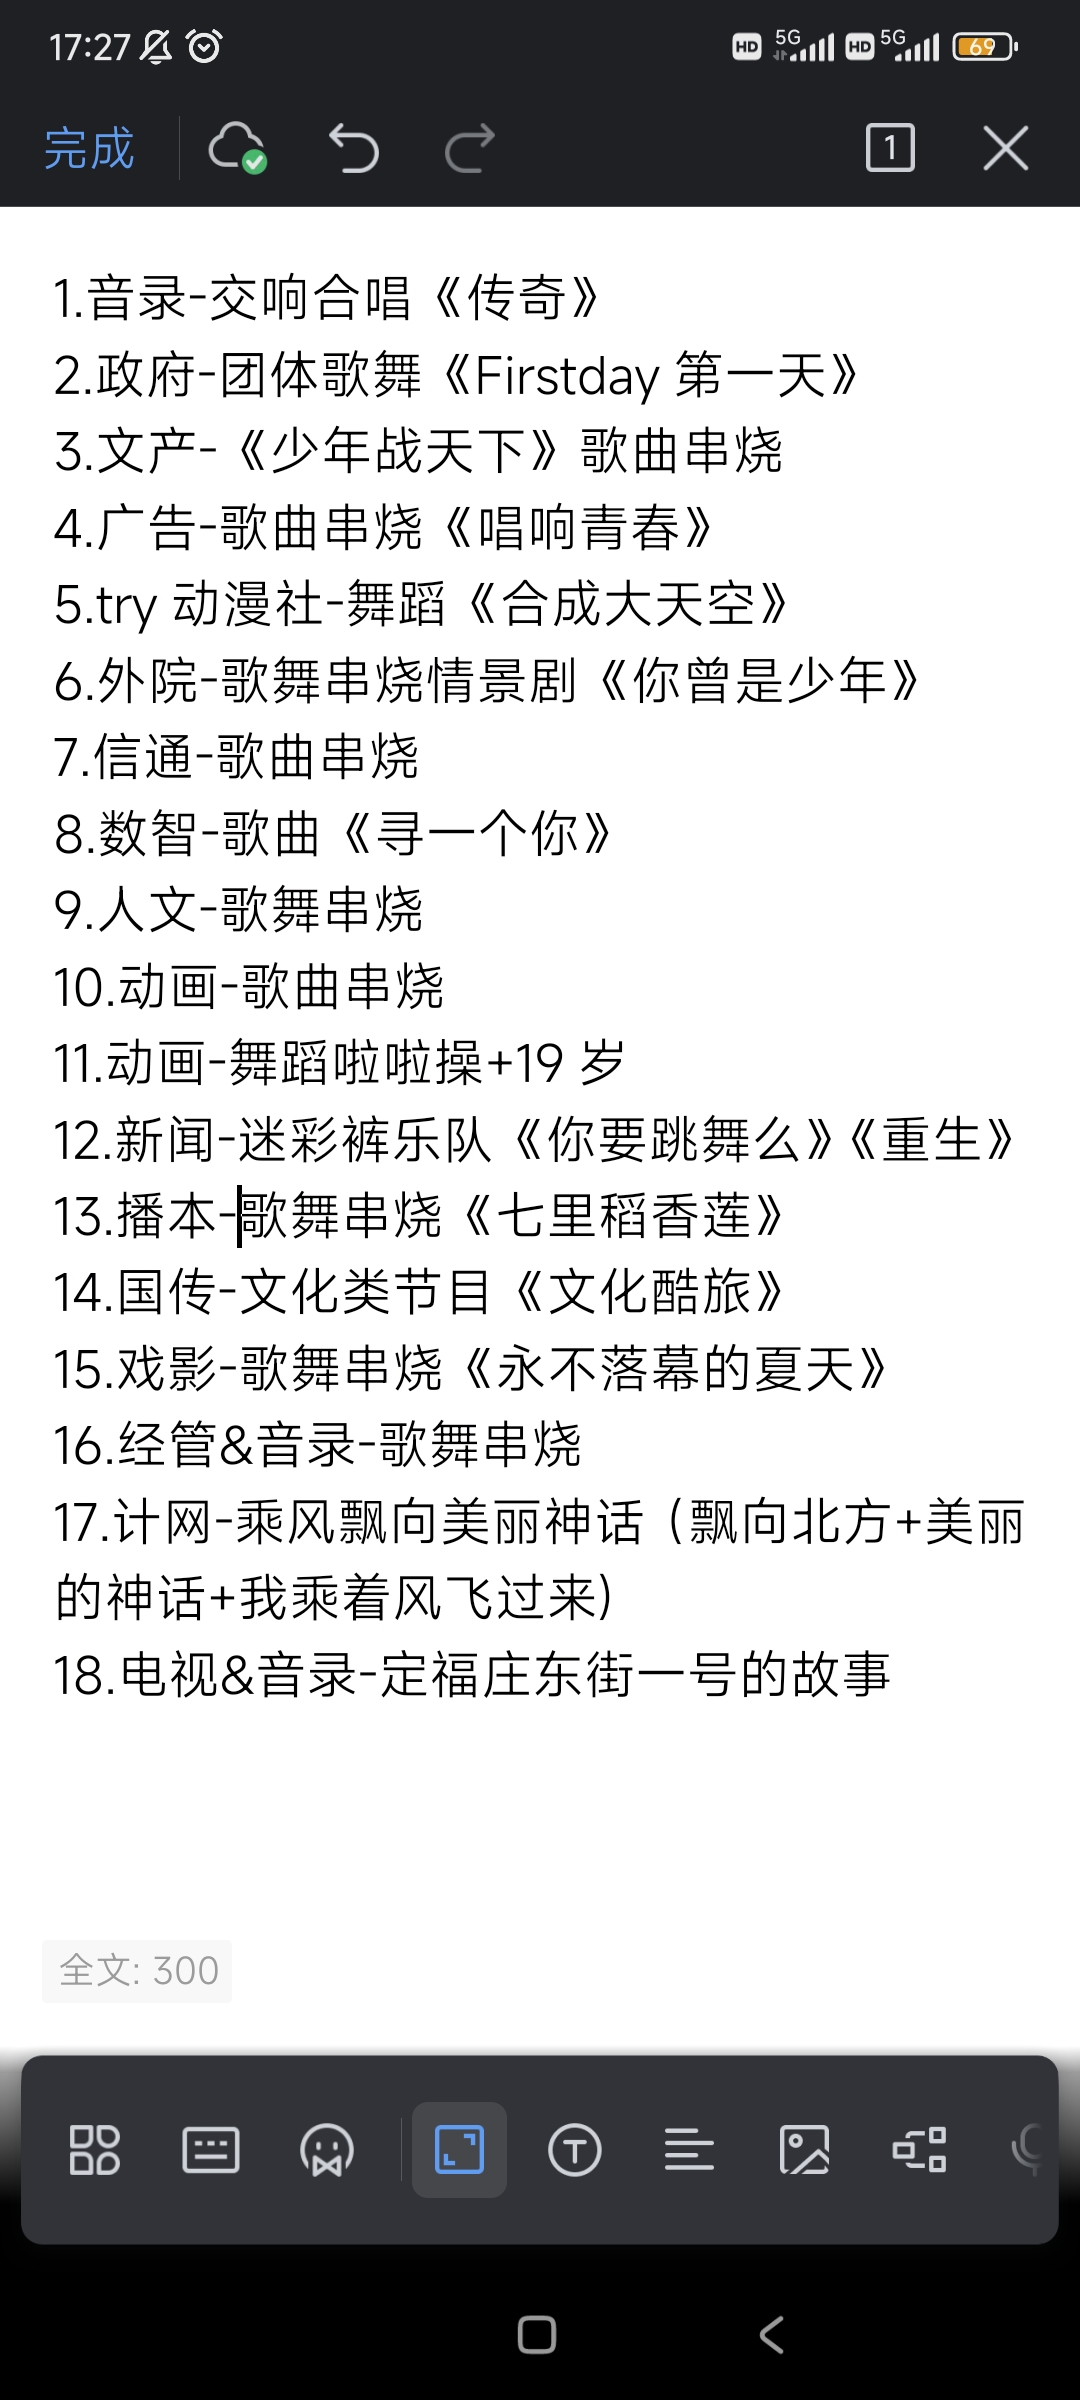 17:27 HD 5G HD 5G 69
完成 1
1.音录-交响合唱《传奇》
2.政府-团体歌舞《Firstday 第一天》
3.文产-《少年战天下》歌曲串烧
4.广告-歌曲串烧《唱响青春》
5.try 动漫社-舞蹈《合成大天空》
6.外院-歌舞串烧情景剧《你曾是少年》
7.信通-歌曲串烧
8.数智-歌曲《寻一个你》
9.人文-歌舞串烧
10.动画-歌曲串烧
11.动画-舞蹈啦啦操+19 岁
12.新闻-迷彩裤乐队《你要跳舞么》《重生》
13.播本-歌舞串烧《七里稻香莲》
14.国传-文化类节目《文化酷旅》
15.戏影-歌舞串烧《永不落幕的夏天》
16.经管&音录-歌舞串烧
17.计网-乘风飘向美丽神话（飘向北方+美丽
的神话+我乘着风飞过来)
18.电视&音录-定福庄东街一号的故事
全文: 300